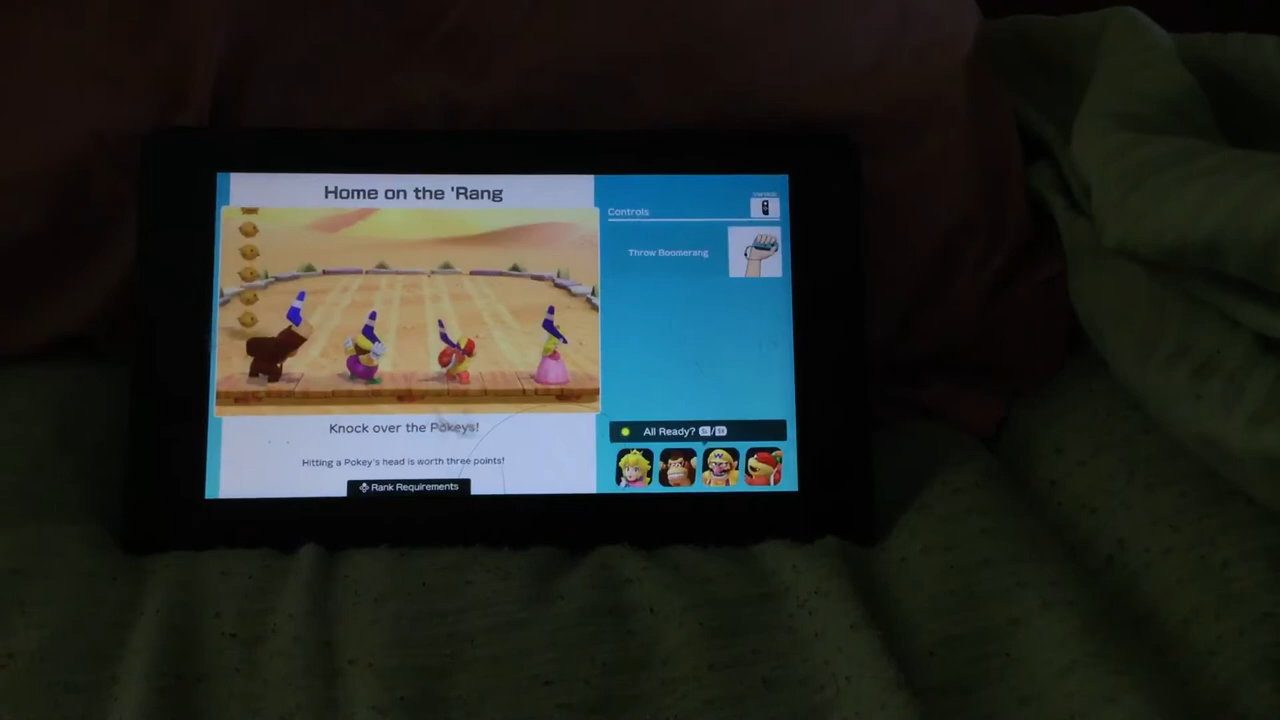 Home on the 'Rang
Controls
Throw Boomerang
Knock over the Pokeys!
Hitting a Pokey's head is worth three points!
Rank Requirements
All Ready?